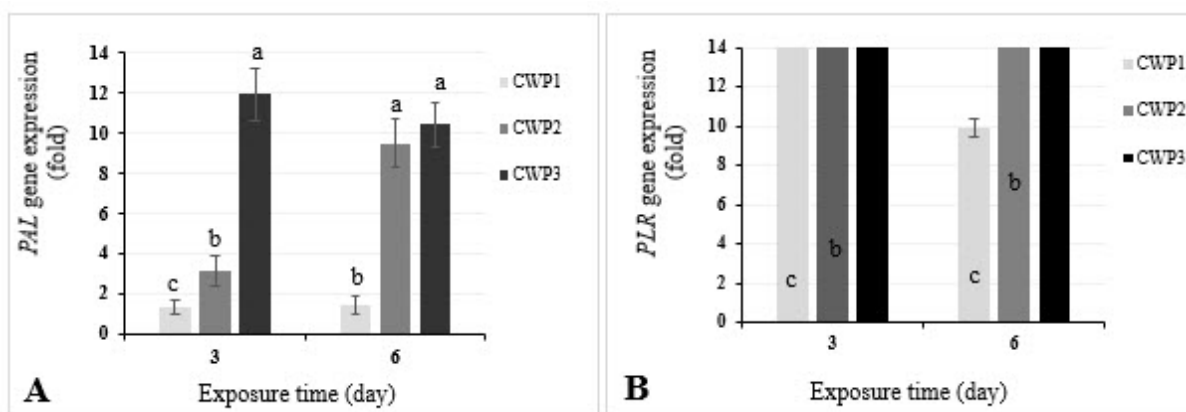 PAL gene expression
(fold)
14
12
10
8
6
4
2
0
c
b
a
b
a
a
3
6
Exposure time (day)
CWP1
CWP2
CWP3
A
PLR gene expression
(fold)
14
12
10
8
6
4
2
0
c
b
c
b
3
6
Exposure time (day)
CWP1
CWP2
CWP3
B